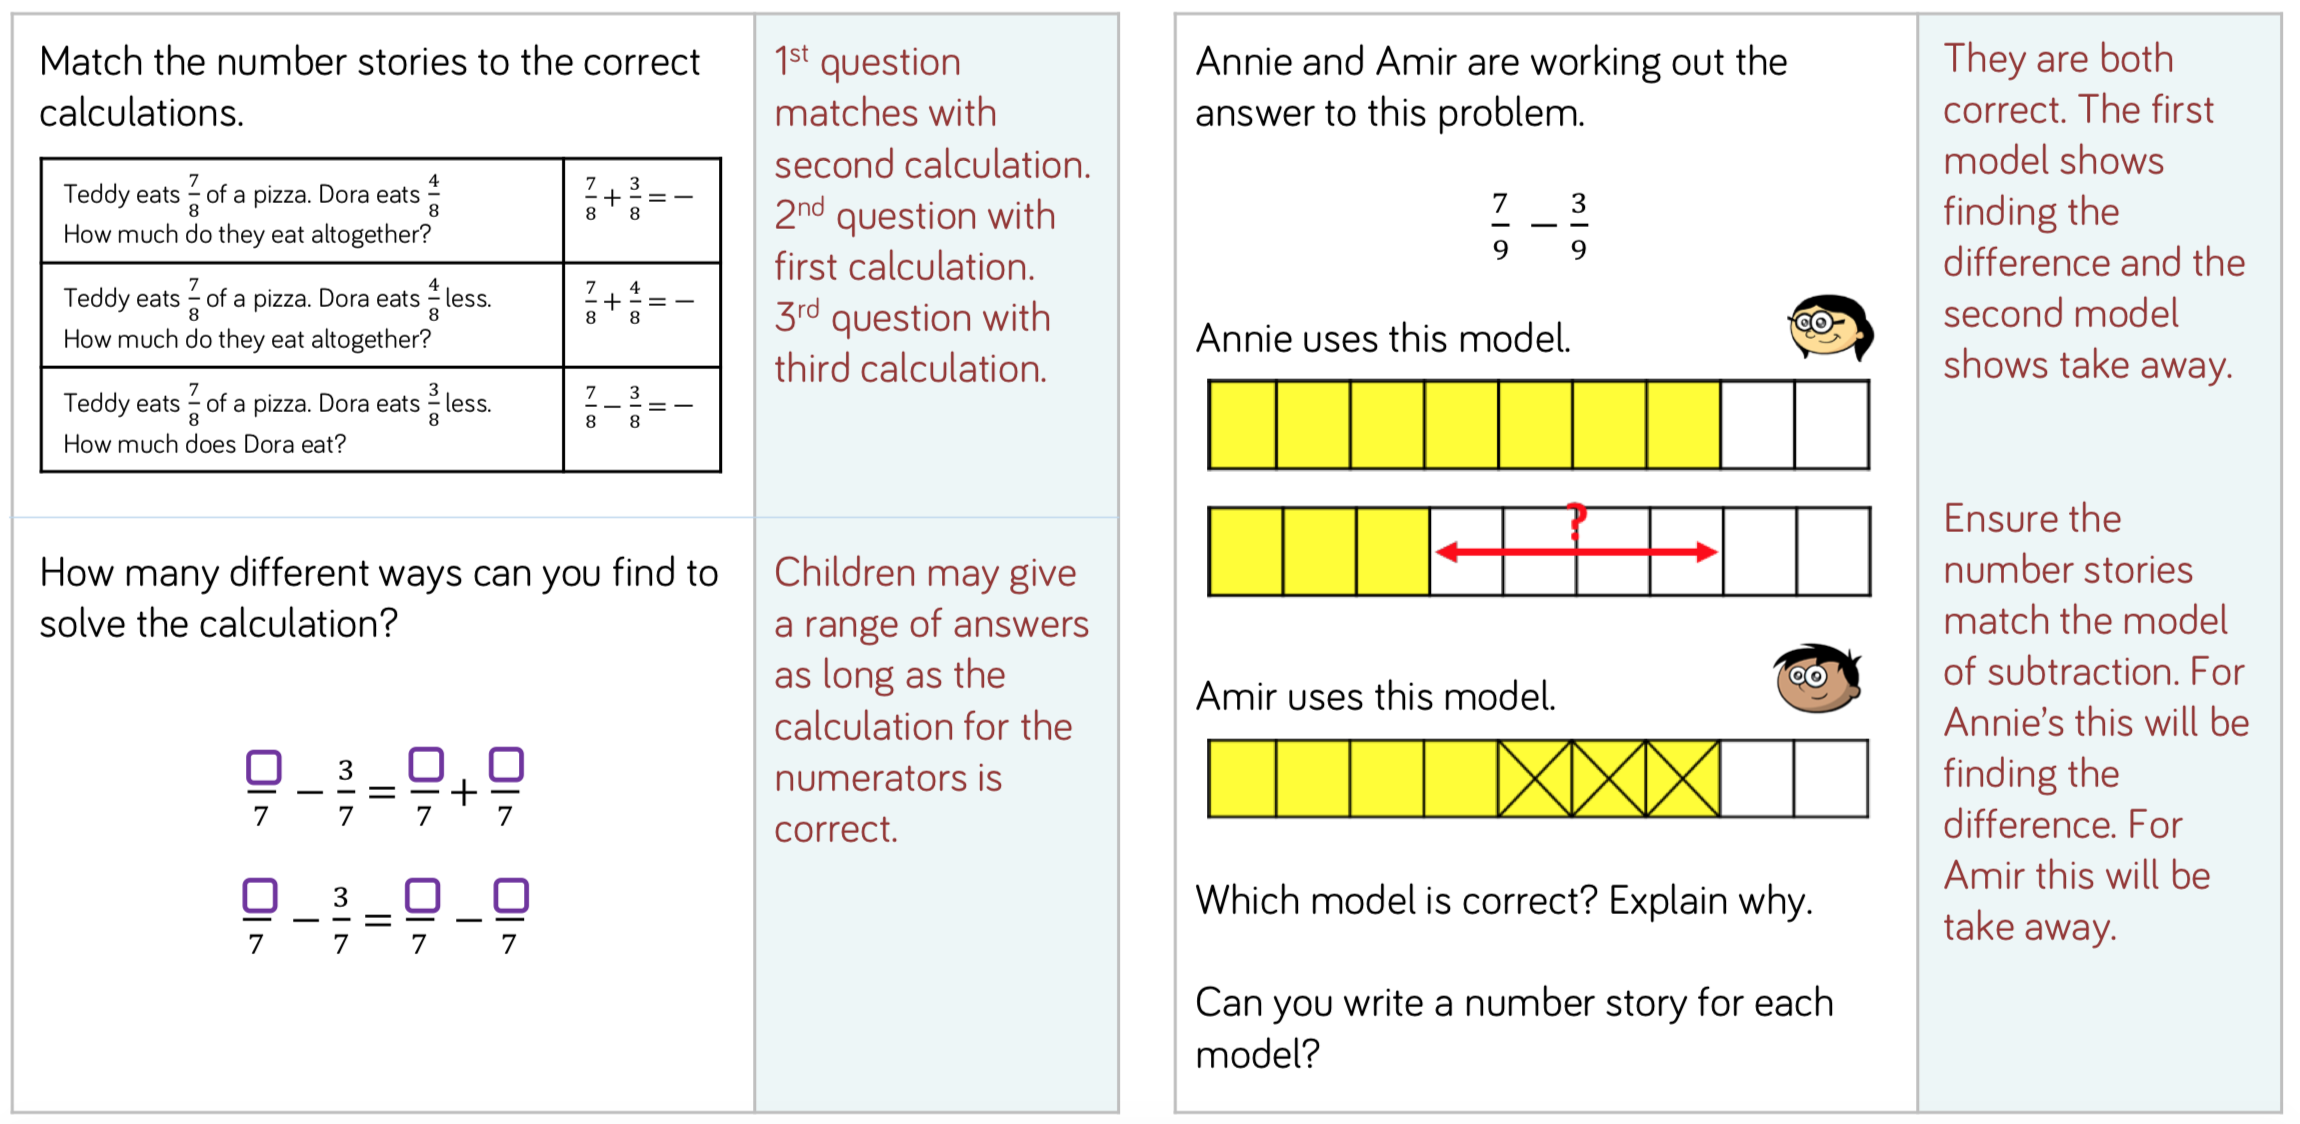 Match the number stories to the correct
calculations.
Teddy eats 7/8 of a pizza. Dora eats 4/8
How much do they eat altogether?
7/8 + 3/8 = −
Teddy eats 7/8 of a pizza. Dora eats 4/8 less.
How much do they eat altogether?
7/8 + 4/8 = −
Teddy eats 7/8 of a pizza. Dora eats 3/8 less.
How much does Dora eat?
7/8 − 3/8 = −
1st question
matches with
second calculation.
2nd question with
first calculation.
3rd question with
third calculation.
How many different ways can you find to
solve the calculation?
□/7 − 3/7 = □/7 + □/7
□/7 − 3/7 = □/7 − □/7
Children may give
a range of answers
as long as the
calculation for the
numerators is
correct.
Annie and Amir are working out the
answer to this problem.
7/9 − 3/9
Annie uses this model.
?
Amir uses this model.
Which model is correct? Explain why.
Can you write a number story for each
model?
They are both
correct. The first
model shows
finding the
difference and the
second model
shows take away.
Ensure the
number stories
match the model
of subtraction. For
Annie’s this will be
finding the
difference. For
Amir this will be
take away.